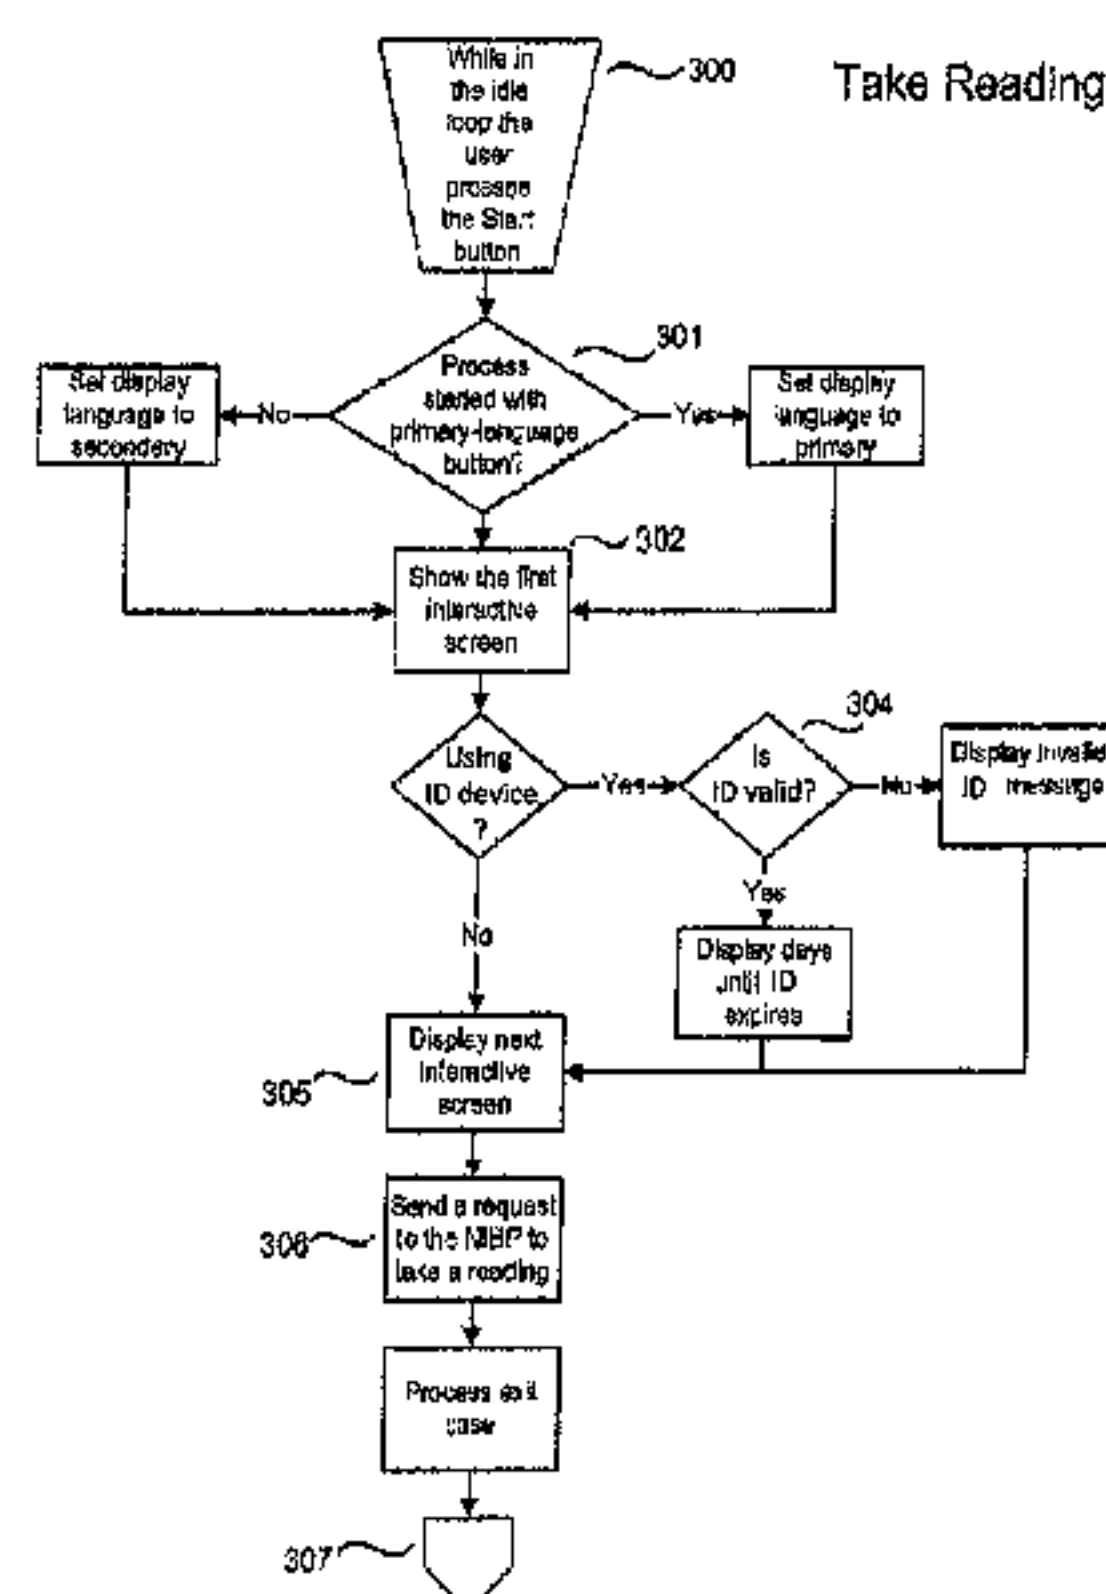 While in
the idle
loop the
user
presses
the Start
button
300
Take Reading
301
Process
started with
primary-language
button?
Set display
language to
secondary
No
Yes
Set display
language to
primary
302
Show the first
interactive
screen
304
Using
ID device
?
Yes
Is
ID valid?
No
Display Invalid
ID message
Yes
No
Display days
until ID
expires
Display next
interactive
screen
305
Send a request
to the NIBP to
take a reading
306
Process exit
case
307